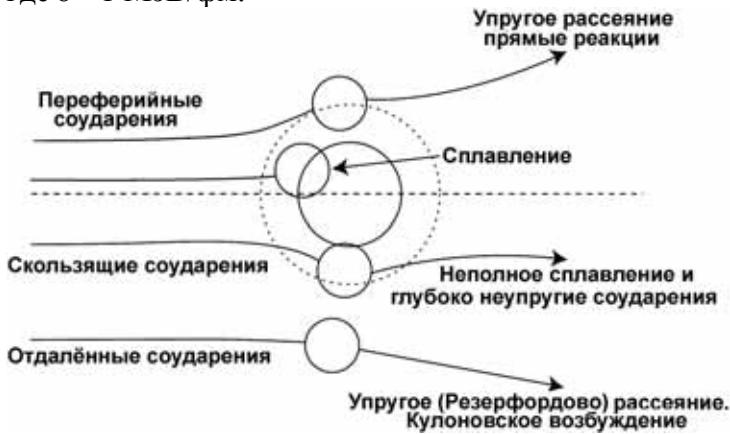 Упругое рассеяние
прямые реакции
Переферийные
соударения
Сплавление
Скользящие соударения
Неполное сплавление и
глубоко неупругие соударения
Отдалённые соударения
Упругое (Резерфордово) рассеяние.
Кулоновское возбуждение